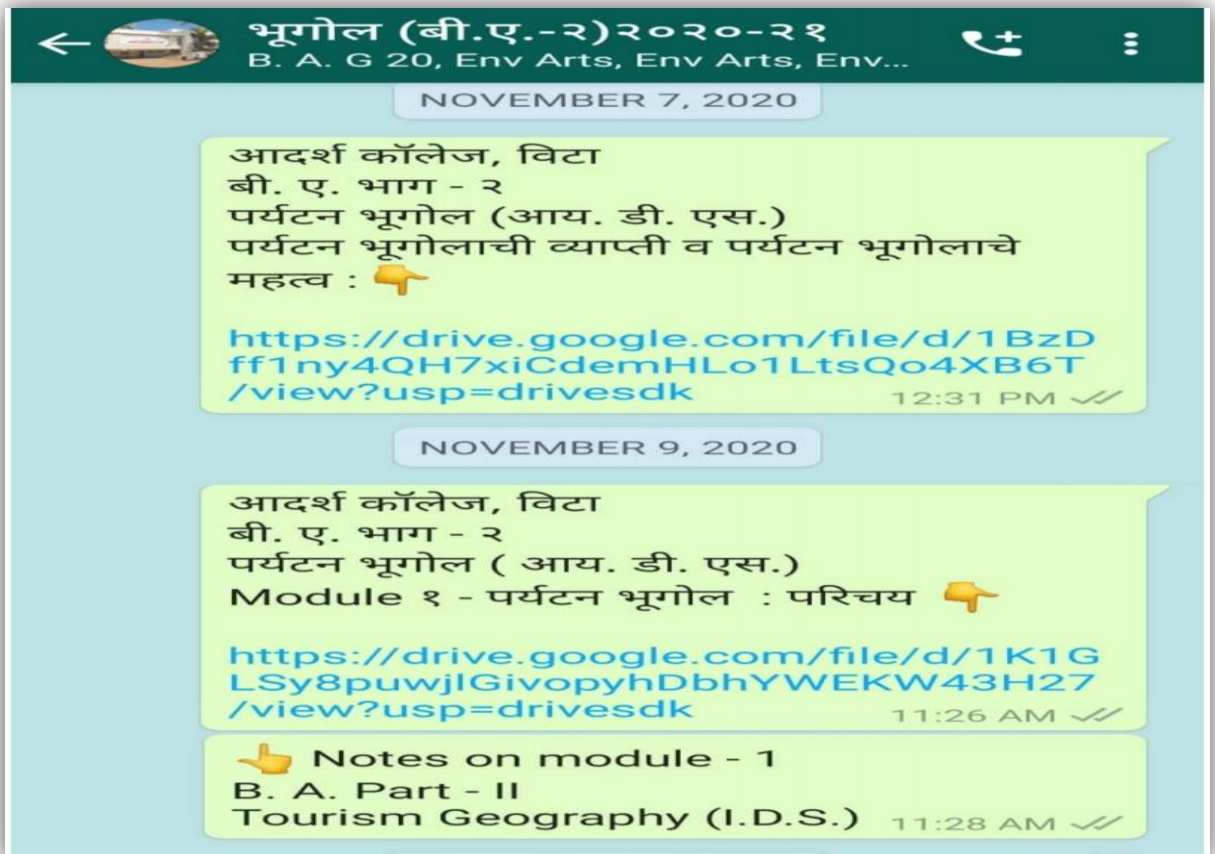 भूगोल (बी.ए.-२)२०२०-२१
B. A. G 20, Env Arts, Env Arts, Env...
NOVEMBER 7, 2020
आदर्श कॉलेज, विटा
बी. ए. भाग - २
पर्यटन भूगोल (आय. डी. एस.)
पर्यटन भूगोलाची व्याप्ती व पर्यटन भूगोलाचे
महत्व : 👇
https://drive.google.com/file/d/1BzD
ff1ny4QH7xiCdemHLo1LtsQo4XB6T
/view?usp=drivesdk
12:31 PM
NOVEMBER 9, 2020
आदर्श कॉलेज, विटा
बी. ए. भाग - २
पर्यटन भूगोल ( आय. डी. एस.)
Module १ - पर्यटन भूगोल : परिचय 👇
https://drive.google.com/file/d/1K1G
LSy8puwjlGivopyhDbhYWEKW43H27
/view?usp=drivesdk
11:26 AM
👆 Notes on module - 1
B. A. Part - II
Tourism Geography (I.D.S.) 11:28 AM